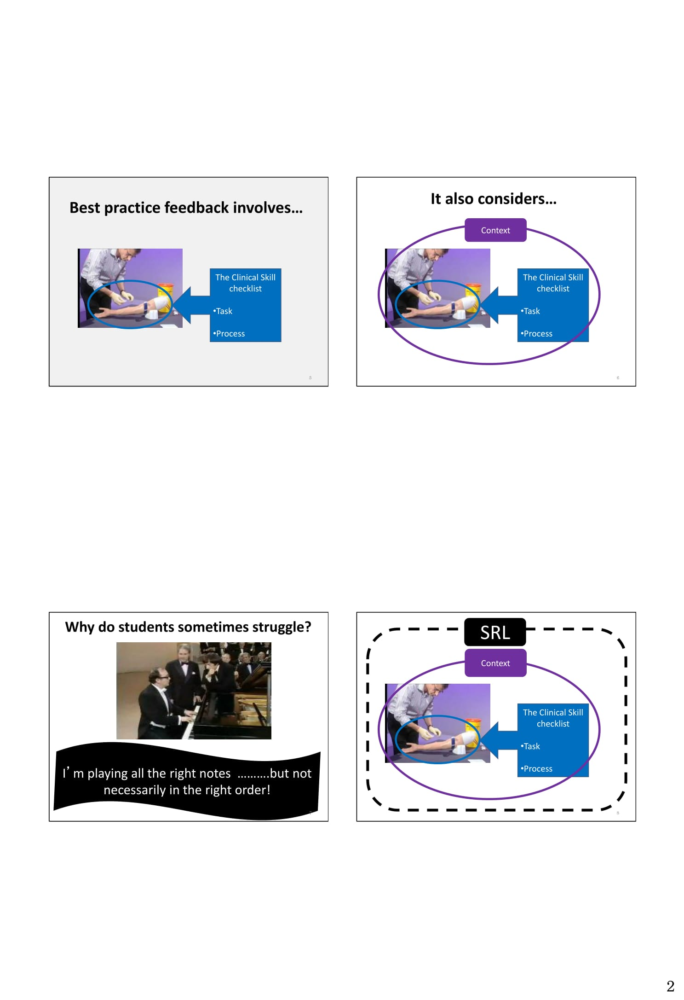 Best practice feedback involves…
The Clinical Skill
checklist
•Task
•Process
5
It also considers…
Context
The Clinical Skill
checklist
•Task
•Process
6
Why do students sometimes struggle?
I’m playing all the right notes ……….but not
necessarily in the right order!
7
SRL
Context
The Clinical Skill
checklist
•Task
•Process
8
2